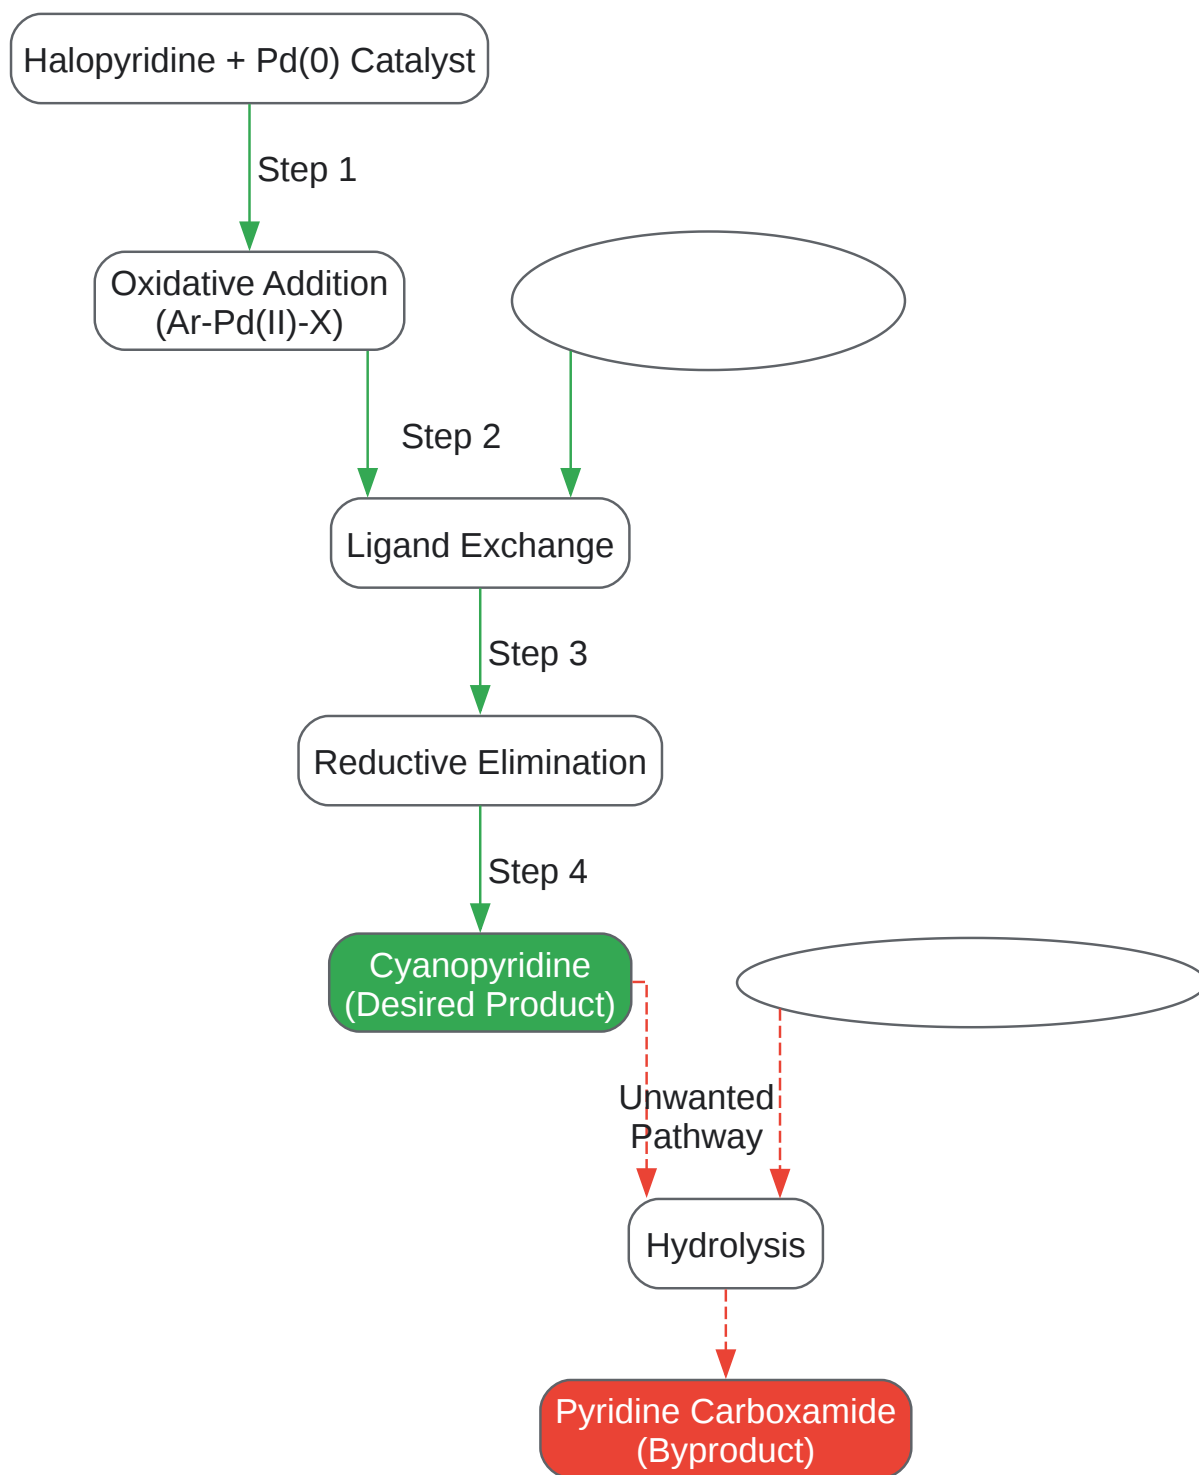 Halopyridine + Pd(0) Catalyst
Step 1
Oxidative Addition
(Ar-Pd(II)-X)
Step 2
Ligand Exchange
Step 3
Reductive Elimination
Step 4
Cyanopyridine
(Desired Product)
Unwanted
Pathway
Hydrolysis
Pyridine Carboxamide
(Byproduct)